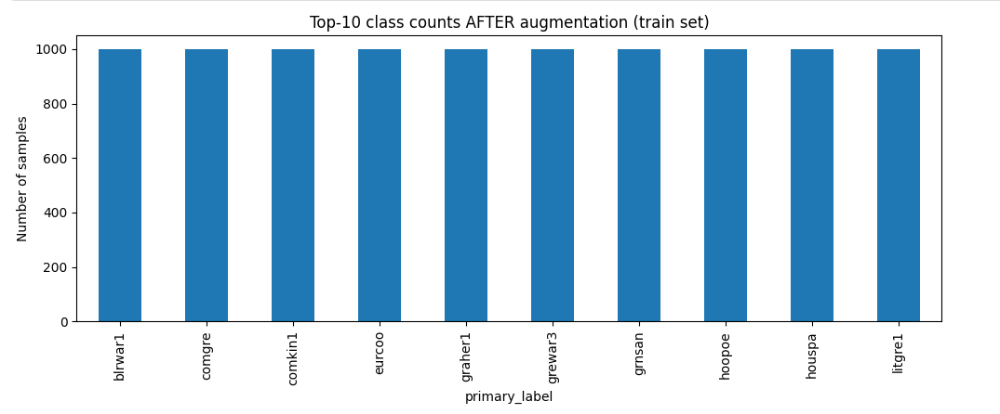 Top-10 class counts AFTER augmentation (train set)
Number of samples
1000
800
600
400
200
0
blrwar1
comgre
comkin1
eurcoo
graher1
grewar3
grnsan
hoopoe
houspa
litgre1
primary_label